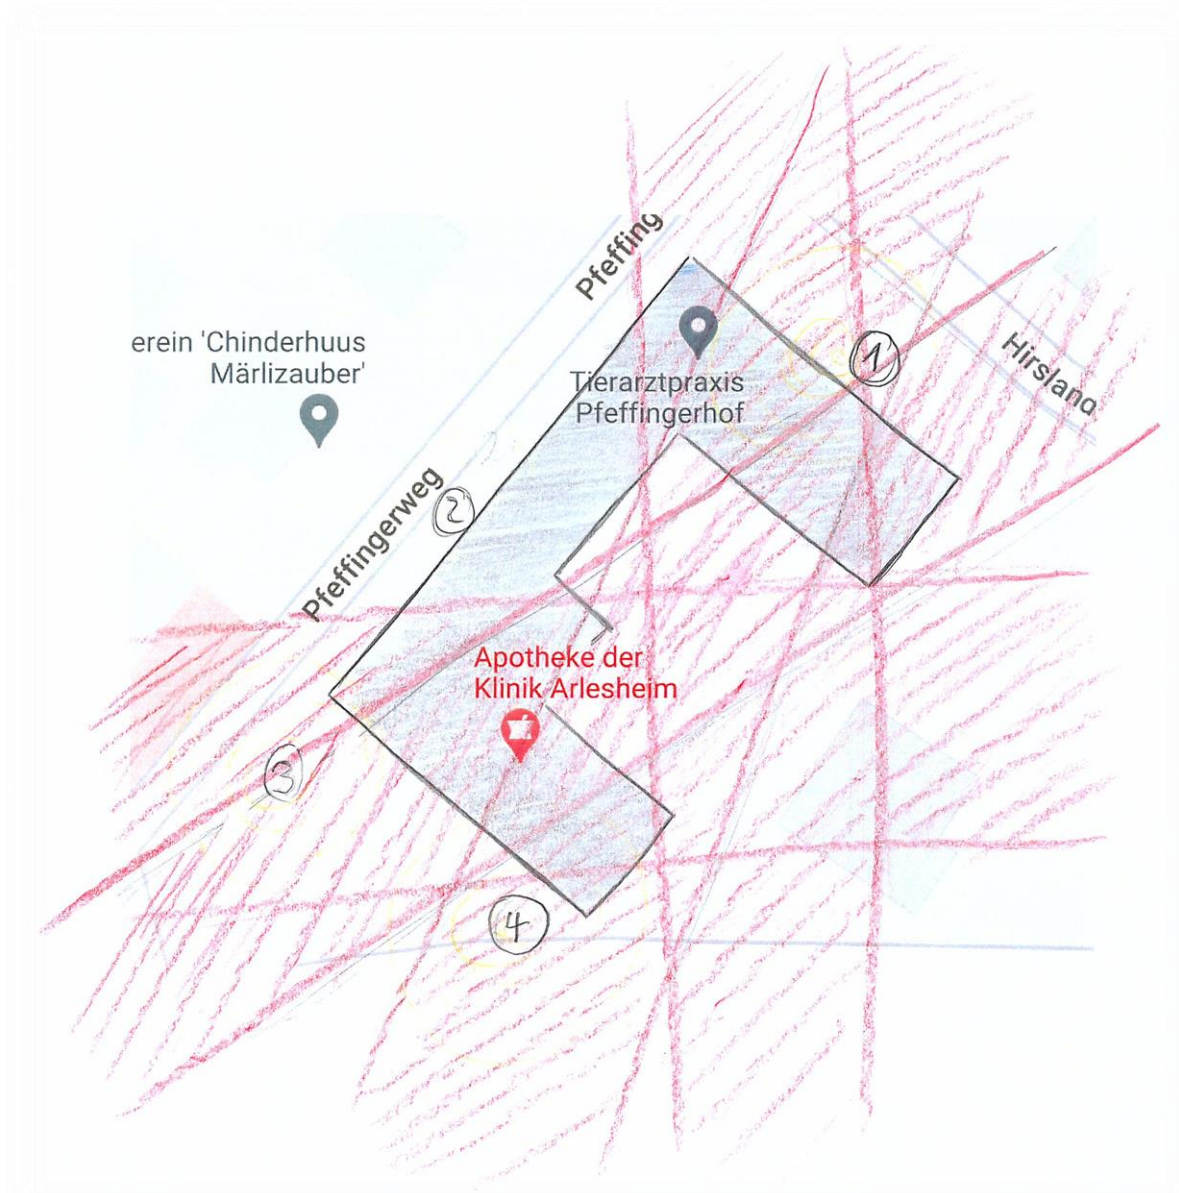 Pfeffing
erein 'Chinderhuus
Märlizauber'
Hirsland
1
Tierarztpraxis
Pfeffingerhof
Pfeffingerweg
2
Apotheke der
Klinik Arlesheim
3
4